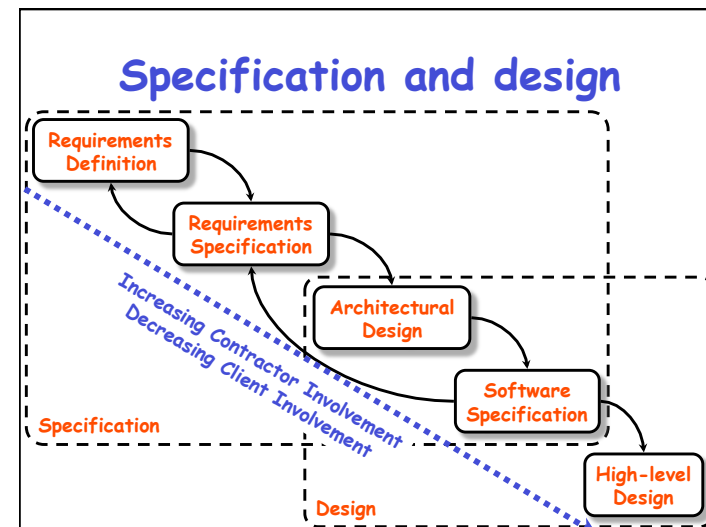 Specification and design
Requirements
Definition
Requirements
Specification
Architectural
Design
Software
Specification
High-level
Design
Increasing Contractor Involvement
Decreasing Client Involvement
Specification
Design